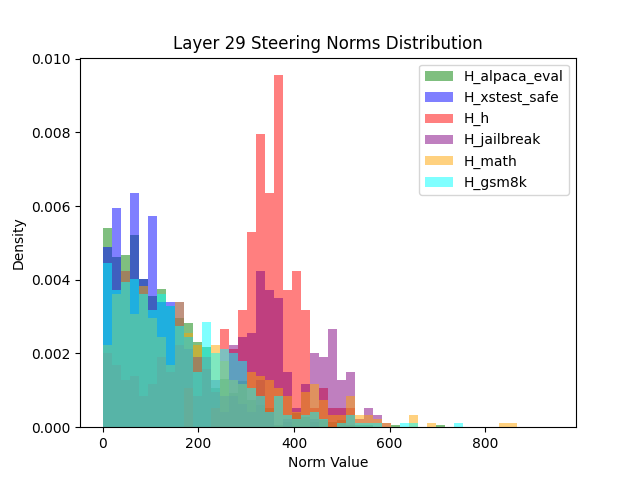 Layer 29 Steering Norms Distribution
0.010
0.008
0.006
0.004
0.002
0.000
Density
H_alpaca_eval
H_xstest_safe
H_h
H_jailbreak
H_math
H_gsm8k
0
200
400
600
800
Norm Value